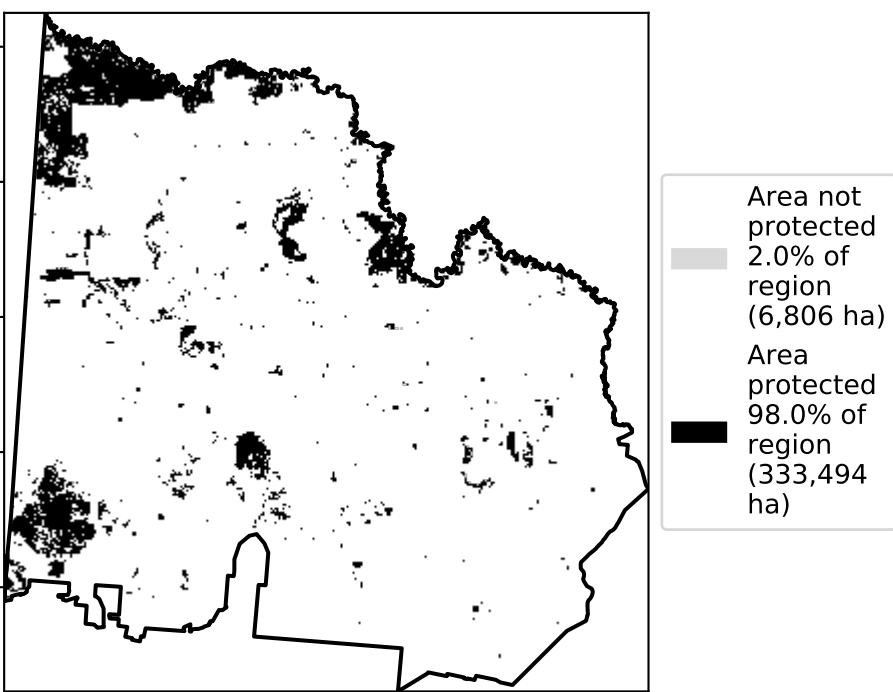 Area not
protected
2.0% of
region
(6,806 ha)
Area
protected
98.0% of
region
(333,494
ha)